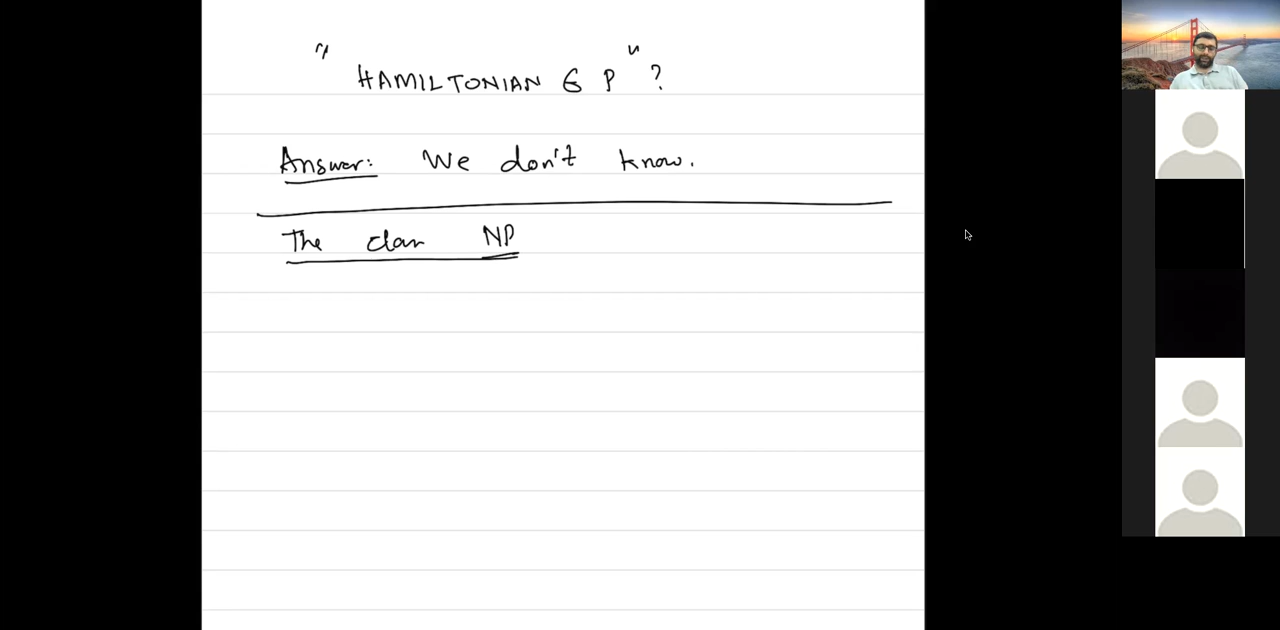 "HAMILTONIAN ∈ P"?
Answer: We don't know.
The class NP